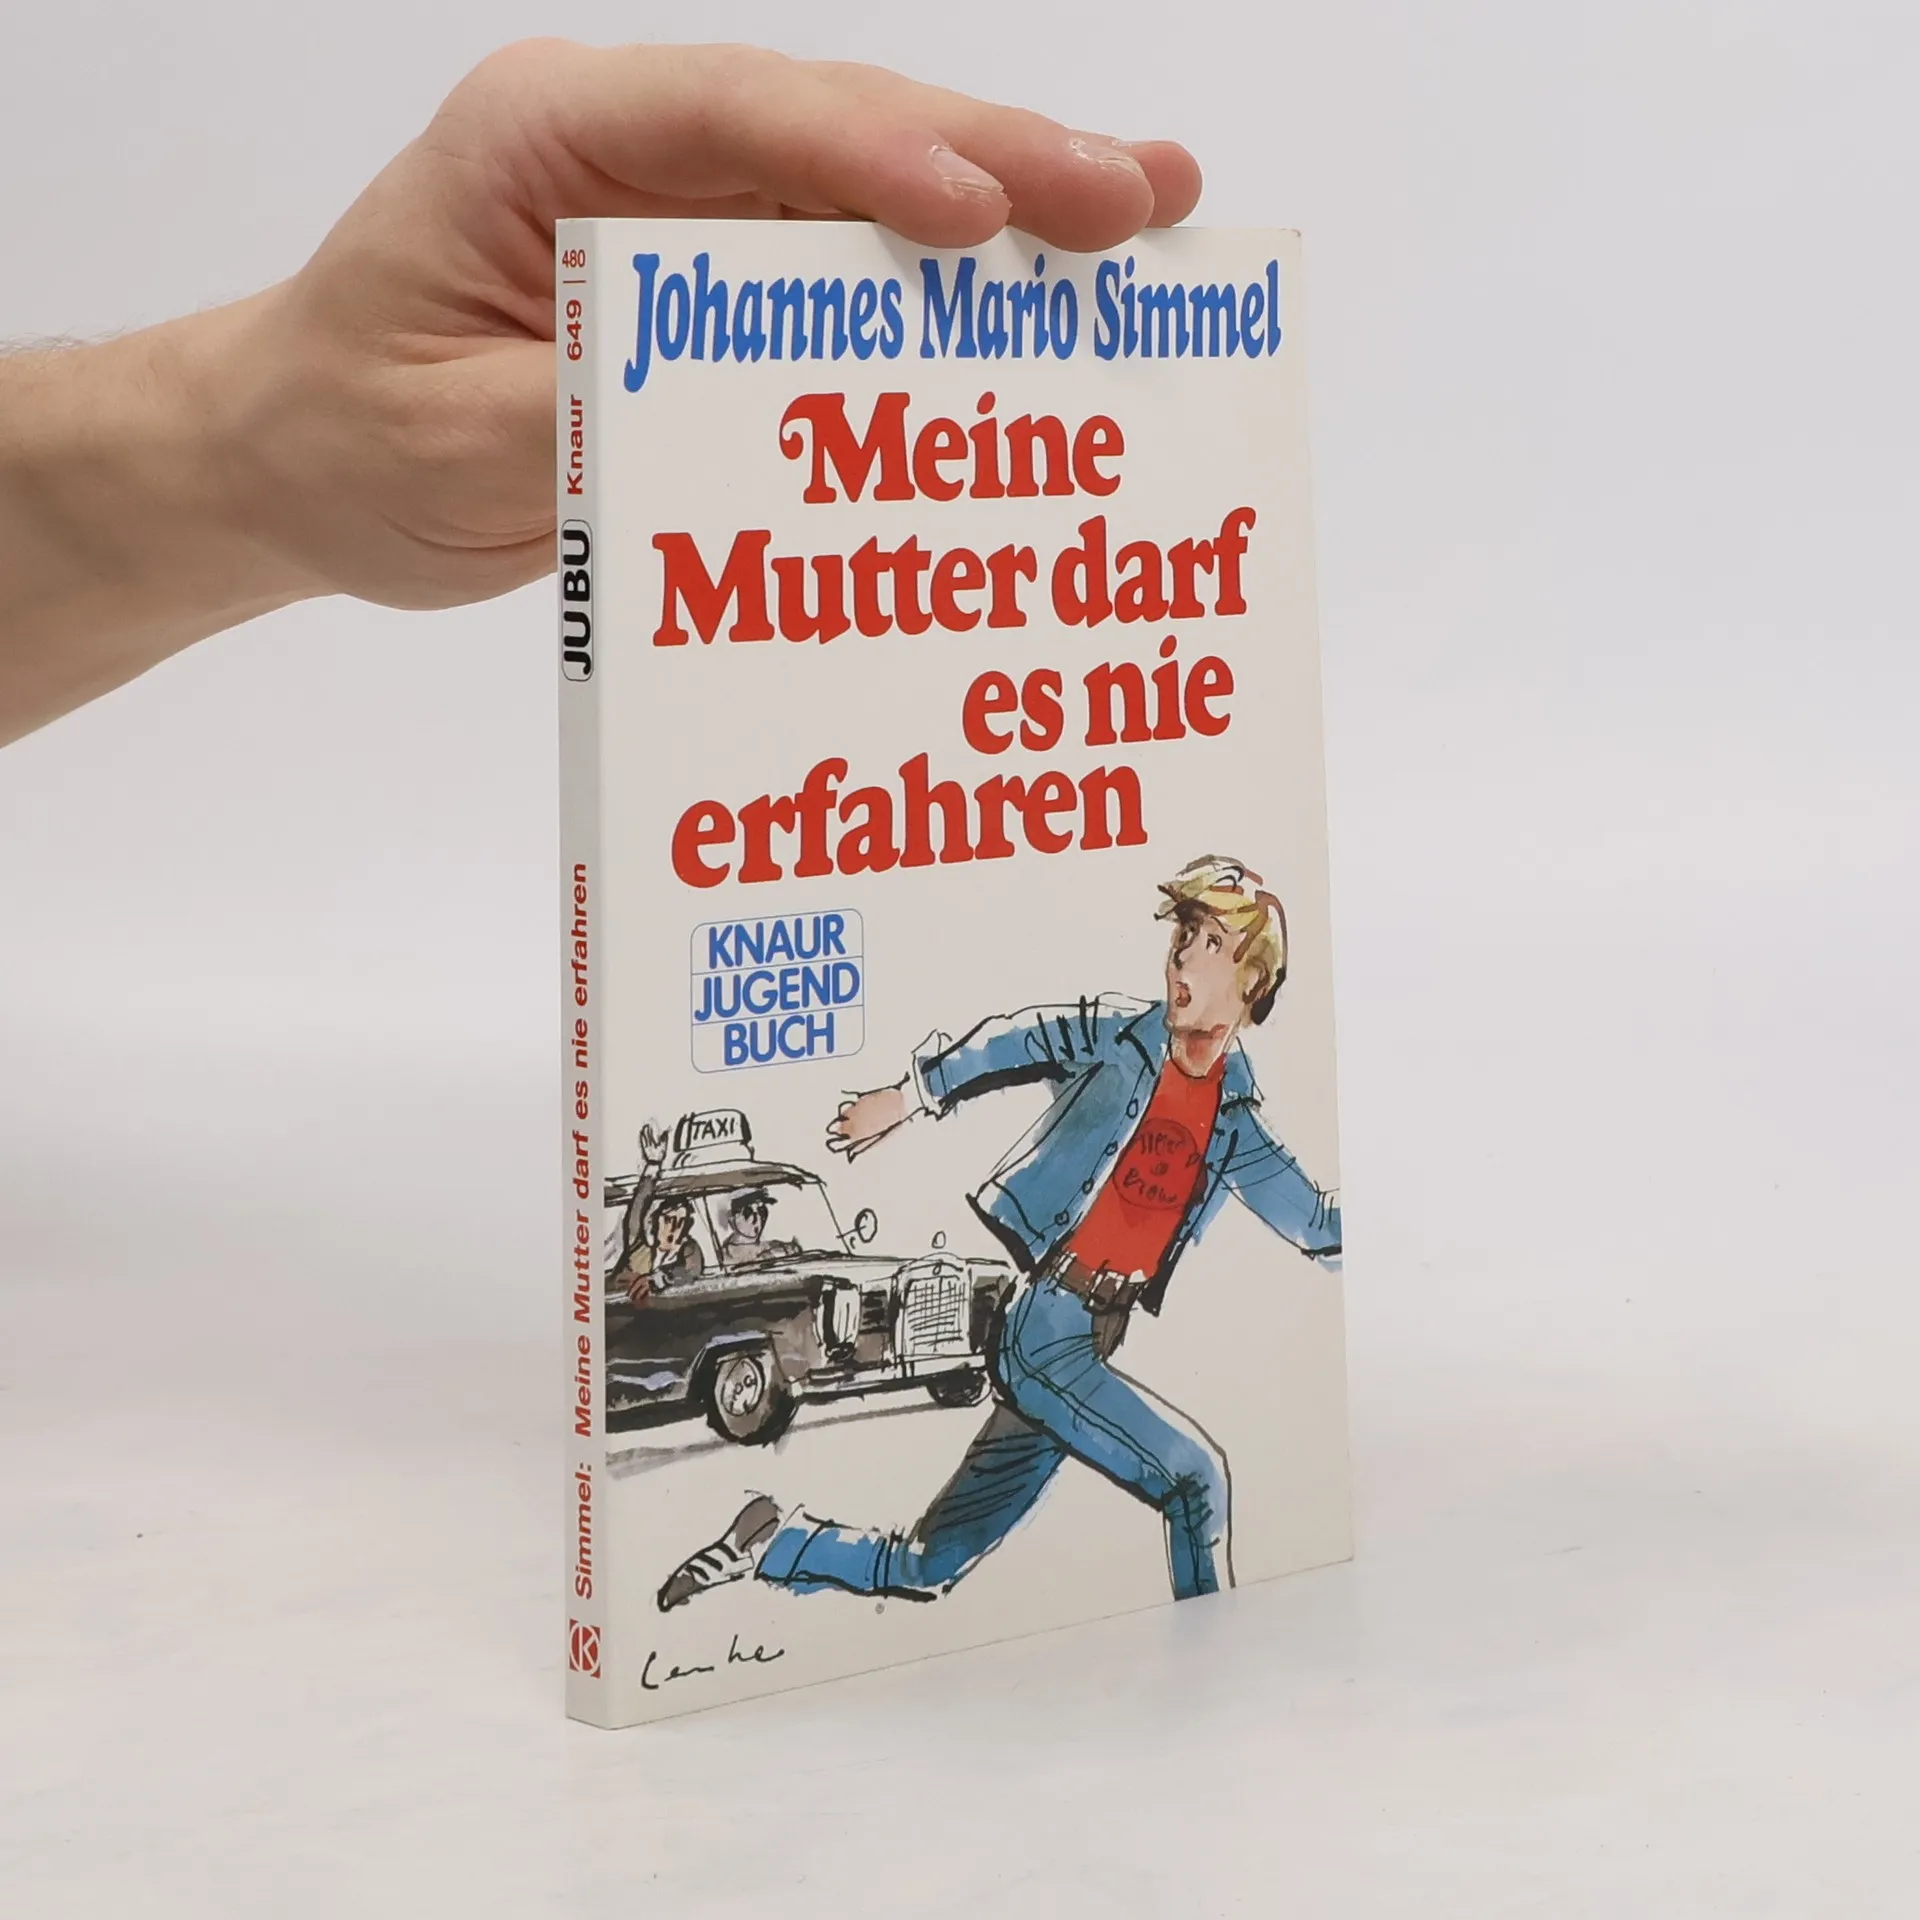 Johannes Mario Simmel
Meine
Mutter darf
es nie
erfahren
KNAUR
JUGEND
BUCH
TAXI
480
Knaur 649
JUBU
Simmel: Meine Mutter darf es nie erfahren
K